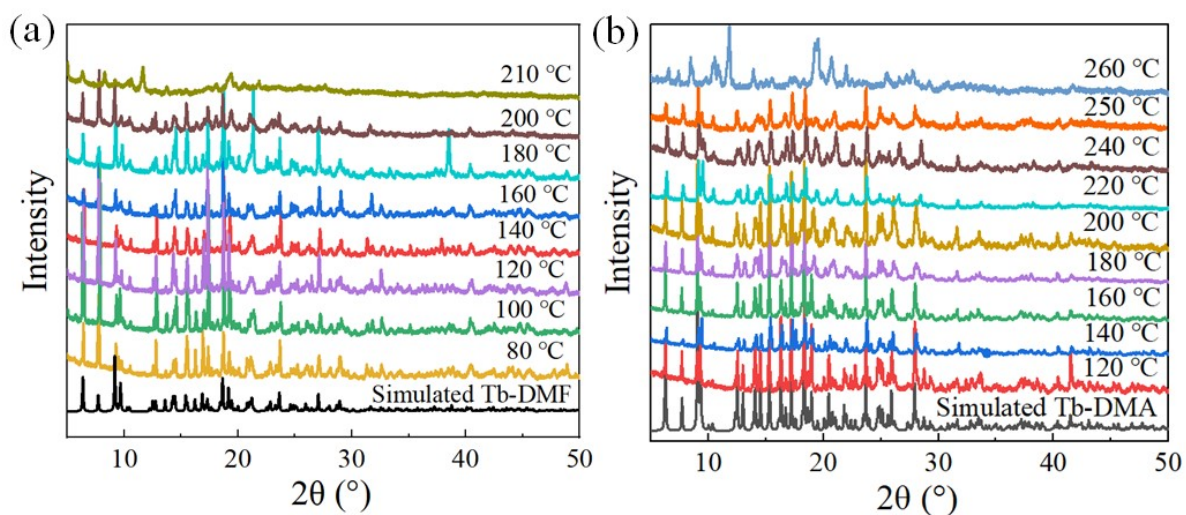 (a)
210 °C
200 °C
180 °C
160 °C
140 °C
120 °C
100 °C
80 °C
Simulated Tb-DMF
Intensity
10 20 30 40 50
2θ (°)
(b)
260 °C
250 °C
240 °C
220 °C
200 °C
180 °C
160 °C
140 °C
120 °C
Simulated Tb-DMA
Intensity
10 20 30 40 50
2θ (°)